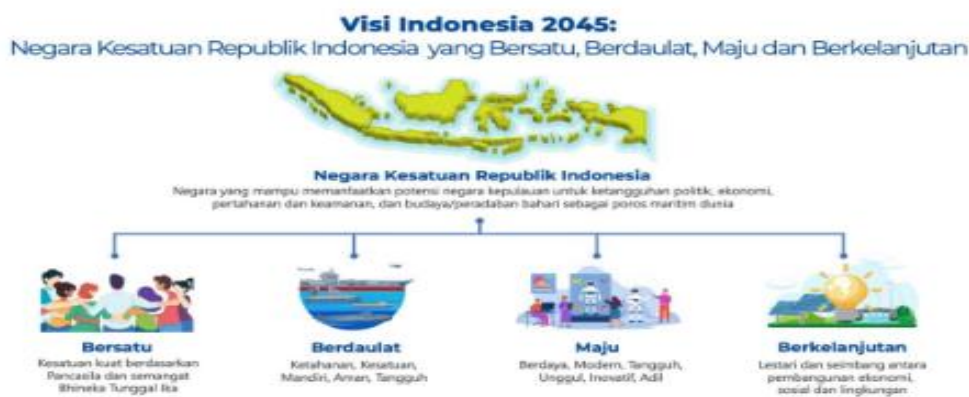 Visi Indonesia 2045:
Negara Kesatuan Republik Indonesia yang Bersatu, Berdaulat, Maju dan Berkelanjutan
Negara Kesatuan Republik Indonesia
Negara yang mampu memanfaatkan potensi negara kepulauan untuk ketangguhan politik, ekonomi,
pertahanan dan keamanan, dan budaya/peradaban bahari sebagai poros maritim dunia
Bersatu
Kesatuan kuat berdasarkan
Pancasila dan semangat
Bhineka Tunggal Ika
Berdaulat
Ketahanan, Kesatuan,
Mandiri, Aman, Tangguh
Maju
Berdaya, Modern, Tangguh,
Unggul, Inovatif, Adil
Berkelanjutan
Lestari dan seimbang antara
pembangunan ekonomi,
sosial dan lingkungan